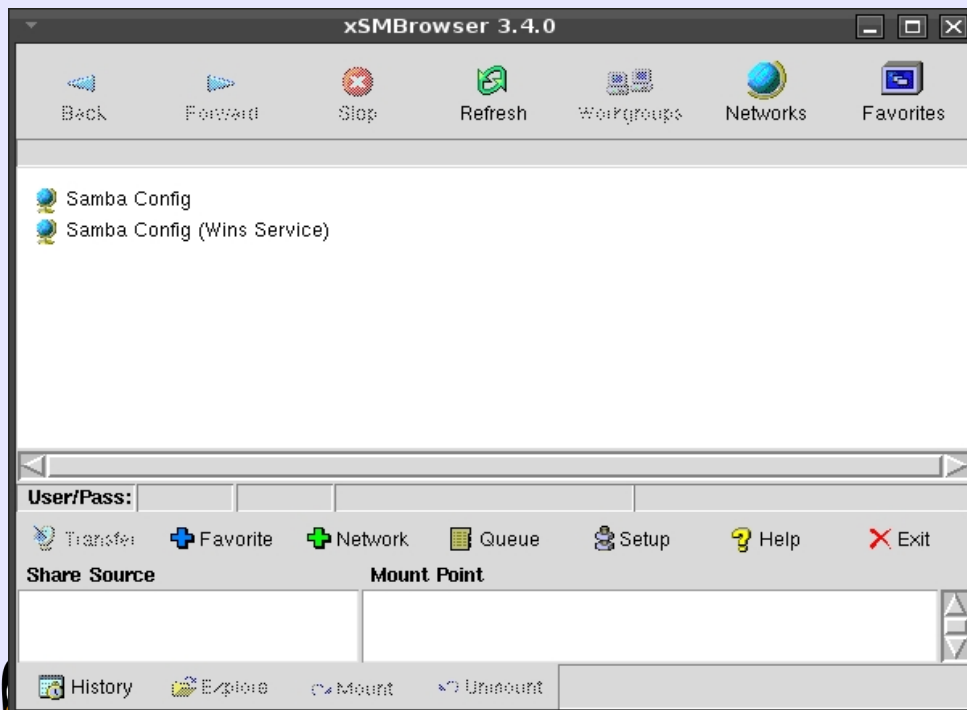 xSMBrowser 3.4.0
Back Forward Stop Refresh Workgroups Networks Favorites
Samba Config
Samba Config (Wins Service)
User/Pass:
Transfer Favorite Network Queue Setup Help Exit
Share Source Mount Point
History Explore Mount Unmount